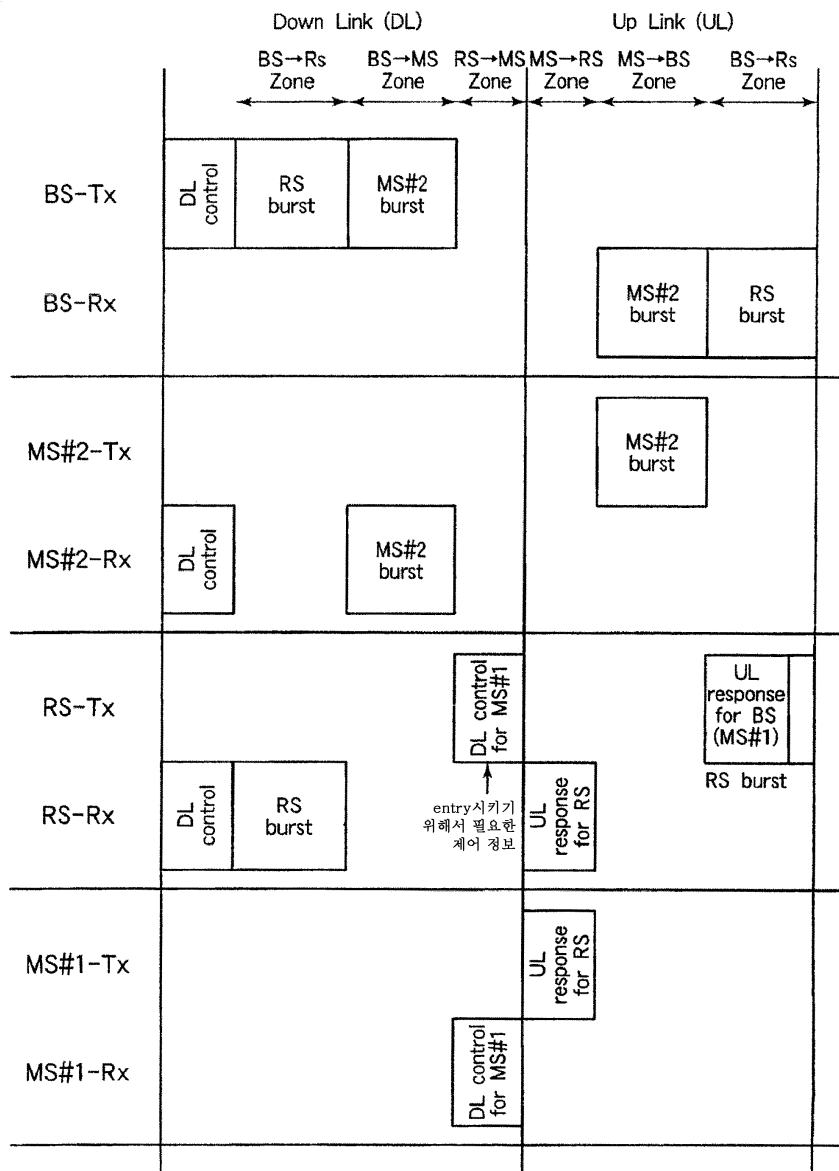 Down Link (DL)
Up Link (UL)
BS→Rs
Zone
BS→MS
Zone
RS→MS
Zone
MS→RS
Zone
MS→BS
Zone
BS→Rs
Zone
BS-Tx
DL
control
RS
burst
MS#2
burst
BS-Rx
MS#2
burst
RS
burst
MS#2-Tx
MS#2
burst
MS#2-Rx
DL
control
MS#2
burst
RS-Tx
DL control
for MS#1
UL
response
for BS
(MS#1)
RS burst
RS-Rx
DL
control
RS
burst
entry시키기
위해서 필요한
제어 정보
UL
response
for RS
MS#1-Tx
UL
response
for RS
MS#1-Rx
DL control
for MS#1